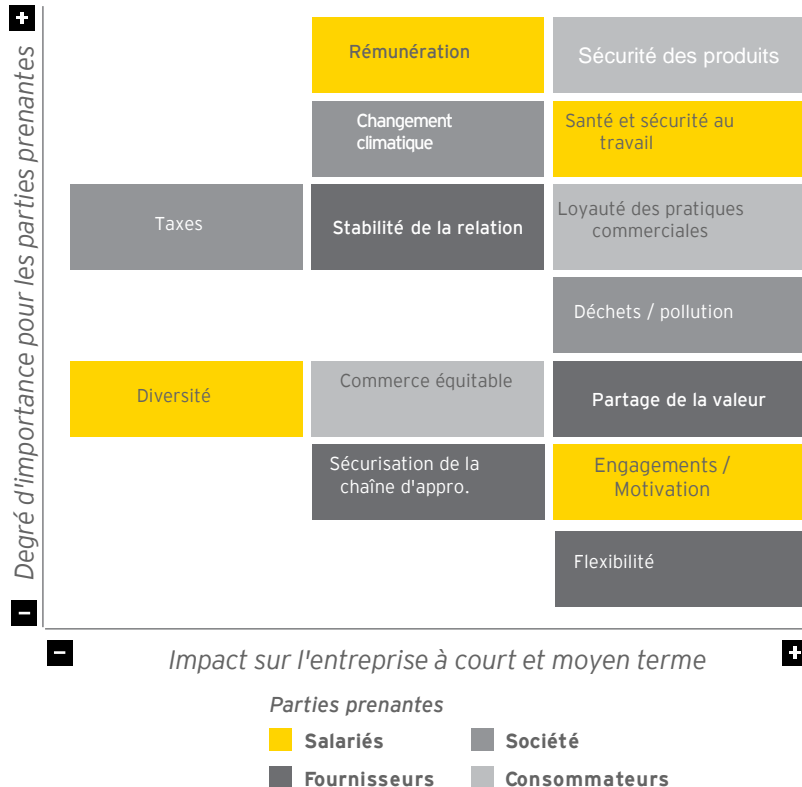 +
Degré d'importance pour les parties prenantes
−
Rémunération
Sécurité des produits
Changement
climatique
Santé et sécurité au
travail
Taxes
Stabilité de la relation
Loyauté des pratiques
commerciales
Déchets / pollution
Diversité
Commerce équitable
Partage de la valeur
Sécurisation de la
chaîne d'appro.
Engagements /
Motivation
Flexibilité
−
Impact sur l'entreprise à court et moyen terme
+
Parties prenantes
Salariés
Société
Fournisseurs
Consommateurs